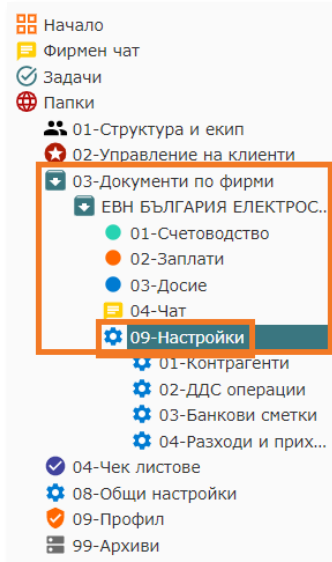 Начало
Фирмен чат
Задачи
Папки
01-Структура и екип
02-Управление на клиенти
03-Документи по фирми
ЕВН БЪЛГАРИЯ ЕЛЕКТРОС...
01-Счетоводство
02-Заплати
03-Досие
04-Чат
09-Настройки
01-Контрагенти
02-ДДС операции
03-Банкови сметки
04-Разходи и прих...
04-Чек листове
08-Общи настройки
09-Профил
99-Архиви